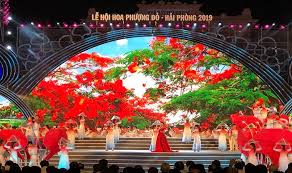 LỄ HỘI HOA PHƯỢNG ĐỎ - HẢI PHÒNG 2019